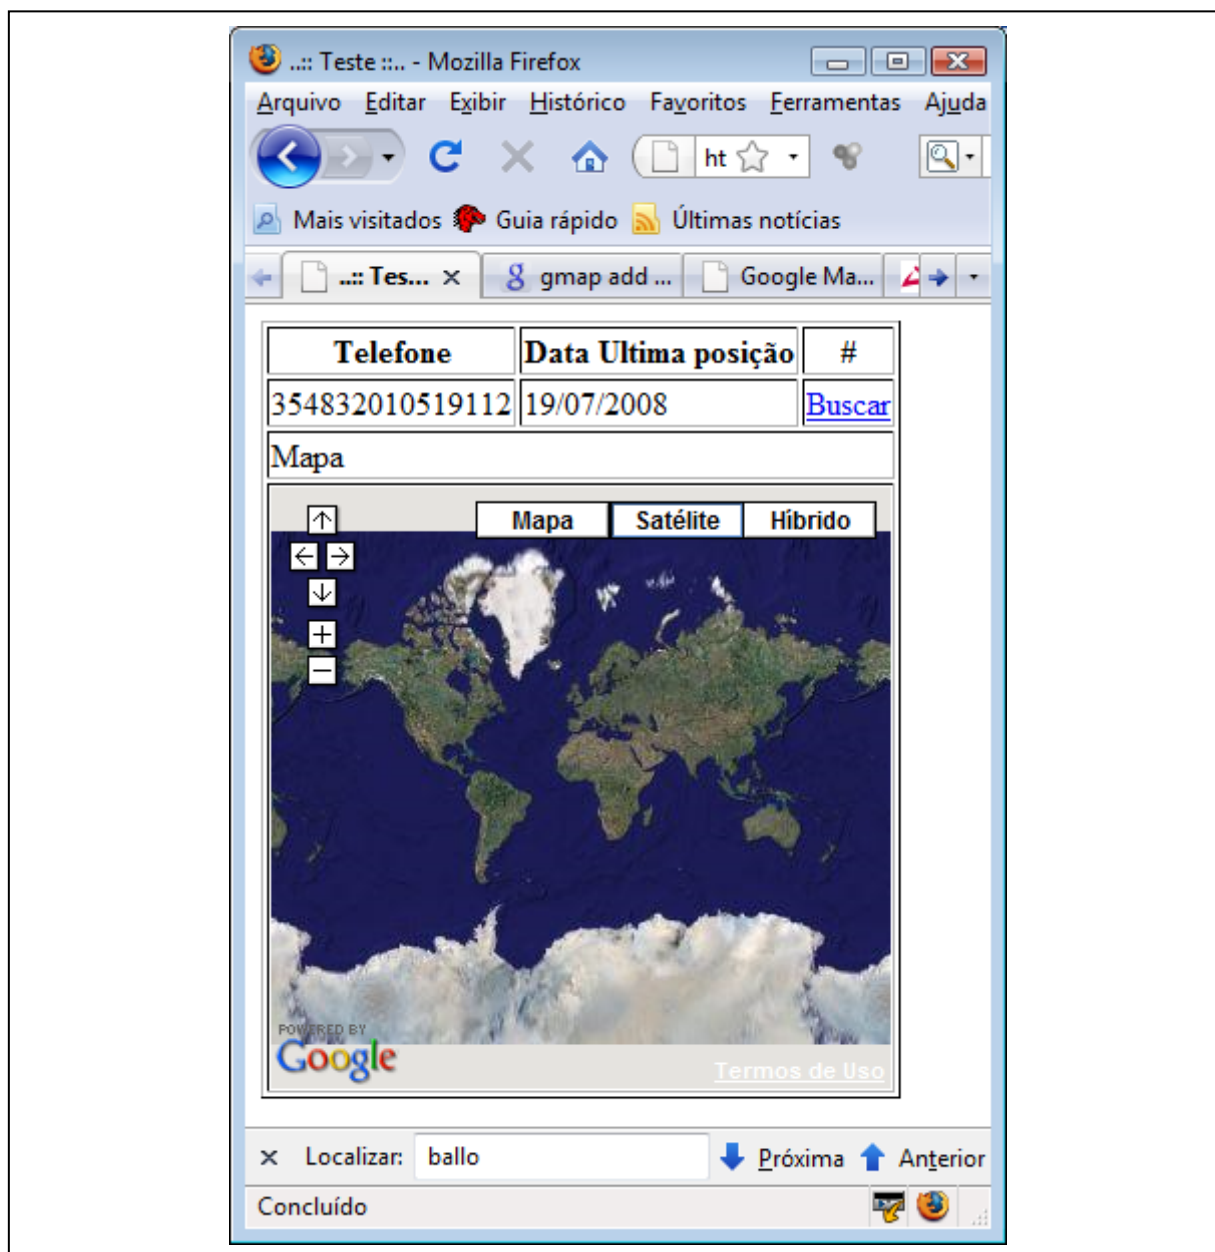 ..:: Teste ::.. - Mozilla Firefox
Arquivo Editar Exibir Histórico Favoritos Ferramentas Ajuda
ht
Mais visitados Guia rápido Últimas notícias
..:: Tes... gmap add ... Google Ma...
Telefone Data Ultima posição #
354832010519112 19/07/2008 Buscar
Mapa
Mapa Satélite Híbrido
POWERED BY
Google
Termos de Uso
Localizar: ballo Próxima Anterior
Concluído